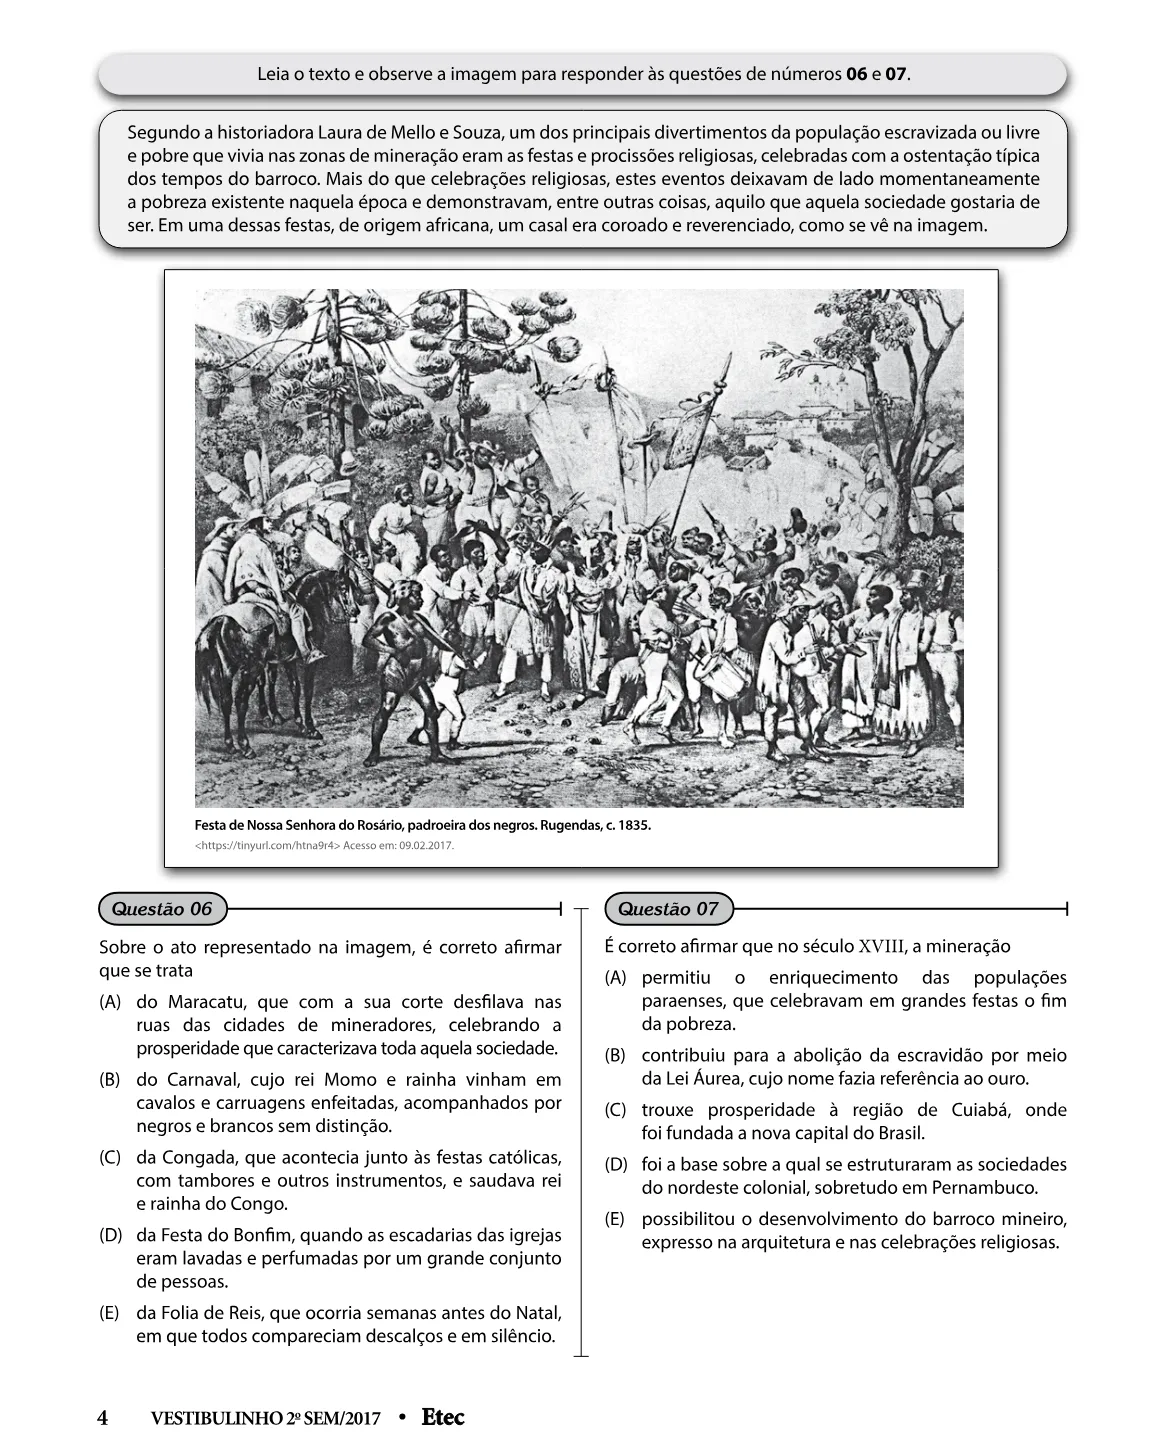 Leia o texto e observe a imagem para responder às questões de números 06 e 07.
Segundo a historiadora Laura de Mello e Souza, um dos principais divertimentos da população escravizada ou livre
e pobre que vivia nas zonas de mineração eram as festas e procissões religiosas, celebradas com a ostentação típica
dos tempos do barroco. Mais do que celebrações religiosas, estes eventos deixavam de lado momentaneamente
a pobreza existente naquela época e demonstravam, entre outras coisas, aquilo que aquela sociedade gostaria de
ser. Em uma dessas festas, de origem africana, um casal era coroado e reverenciado, como se vê na imagem.
Festa de Nossa Senhora do Rosário, padroeira dos negros. Rugendas, c. 1835.
<https://tinyurl.com/htna9r4> Acesso em: 09.02.2017.
Questão 06
Sobre o ato representado na imagem, é correto afirmar
que se trata
(A) do Maracatu, que com a sua corte desfilava nas
ruas das cidades de mineradores, celebrando a
prosperidade que caracterizava toda aquela sociedade.
(B) do Carnaval, cujo rei Momo e rainha vinham em
cavalos e carruagens enfeitadas, acompanhados por
negros e brancos sem distinção.
(C) da Congada, que acontecia junto às festas católicas,
com tambores e outros instrumentos, e saudava rei
e rainha do Congo.
(D) da Festa do Bonfim, quando as escadarias das igrejas
eram lavadas e perfumadas por um grande conjunto
de pessoas.
(E) da Folia de Reis, que ocorria semanas antes do Natal,
em que todos compareciam descalços e em silêncio.
Questão 07
É correto afirmar que no século XVIII, a mineração
(A) permitiu o enriquecimento das populações
paraenses, que celebravam em grandes festas o fim
da pobreza.
(B) contribuiu para a abolição da escravidão por meio
da Lei Áurea, cujo nome fazia referência ao ouro.
(C) trouxe prosperidade à região de Cuiabá, onde
foi fundada a nova capital do Brasil.
(D) foi a base sobre a qual se estruturaram as sociedades
do nordeste colonial, sobretudo em Pernambuco.
(E) possibilitou o desenvolvimento do barroco mineiro,
expresso na arquitetura e nas celebrações religiosas.
4 VESTIBULINHO 2º SEM/2017 • Etec